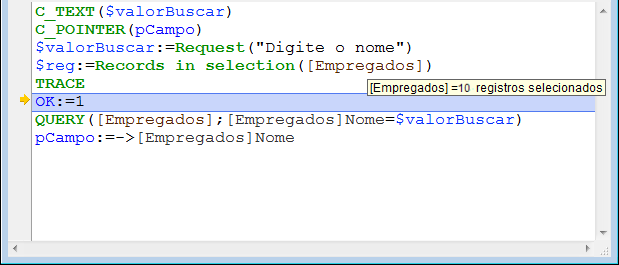 C_TEXT($valorBuscar)
C_POINTER(pCampo)
$valorBuscar:=Request("Digite o nome")
$reg:=Records in selection([Empregados])
TRACE
[Empregados] =10 registros selecionados
OK:=1
QUERY([Empregados];[Empregados]Nome=$valorBuscar)
pCampo:=->[Empregados]Nome